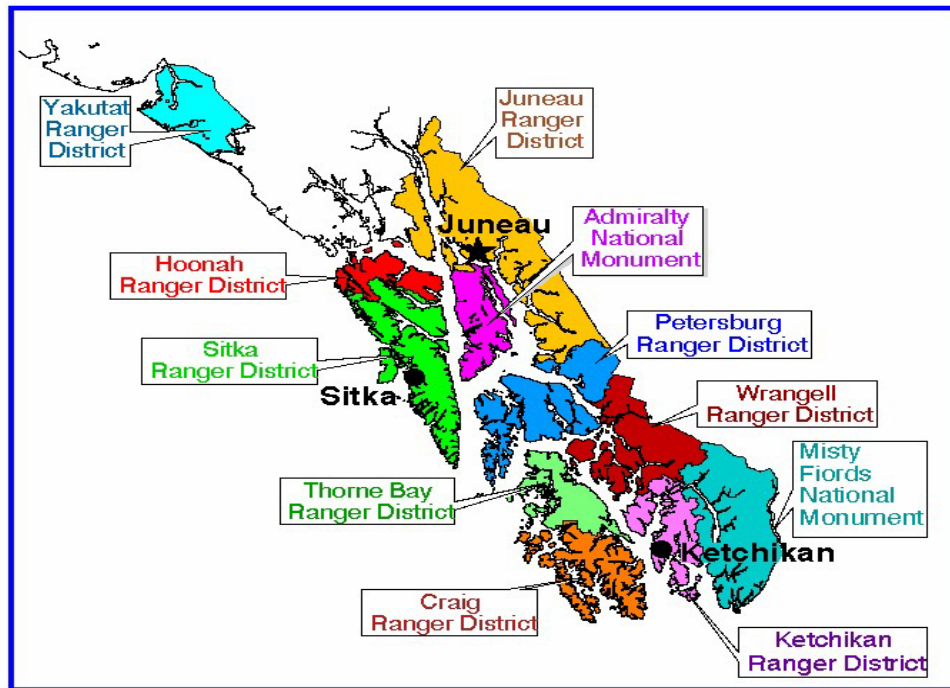 Yakutat
Ranger
District
Juneau
Ranger
District
Juneau
Admiralty
National
Monument
Hoonah
Ranger District
Sitka
Ranger District
Sitka
Petersburg
Ranger District
Wrangell
Ranger District
Misty
Fiords
National
Monument
Thorne Bay
Ranger District
Ketchikan
Craig
Ranger District
Ketchikan
Ranger District